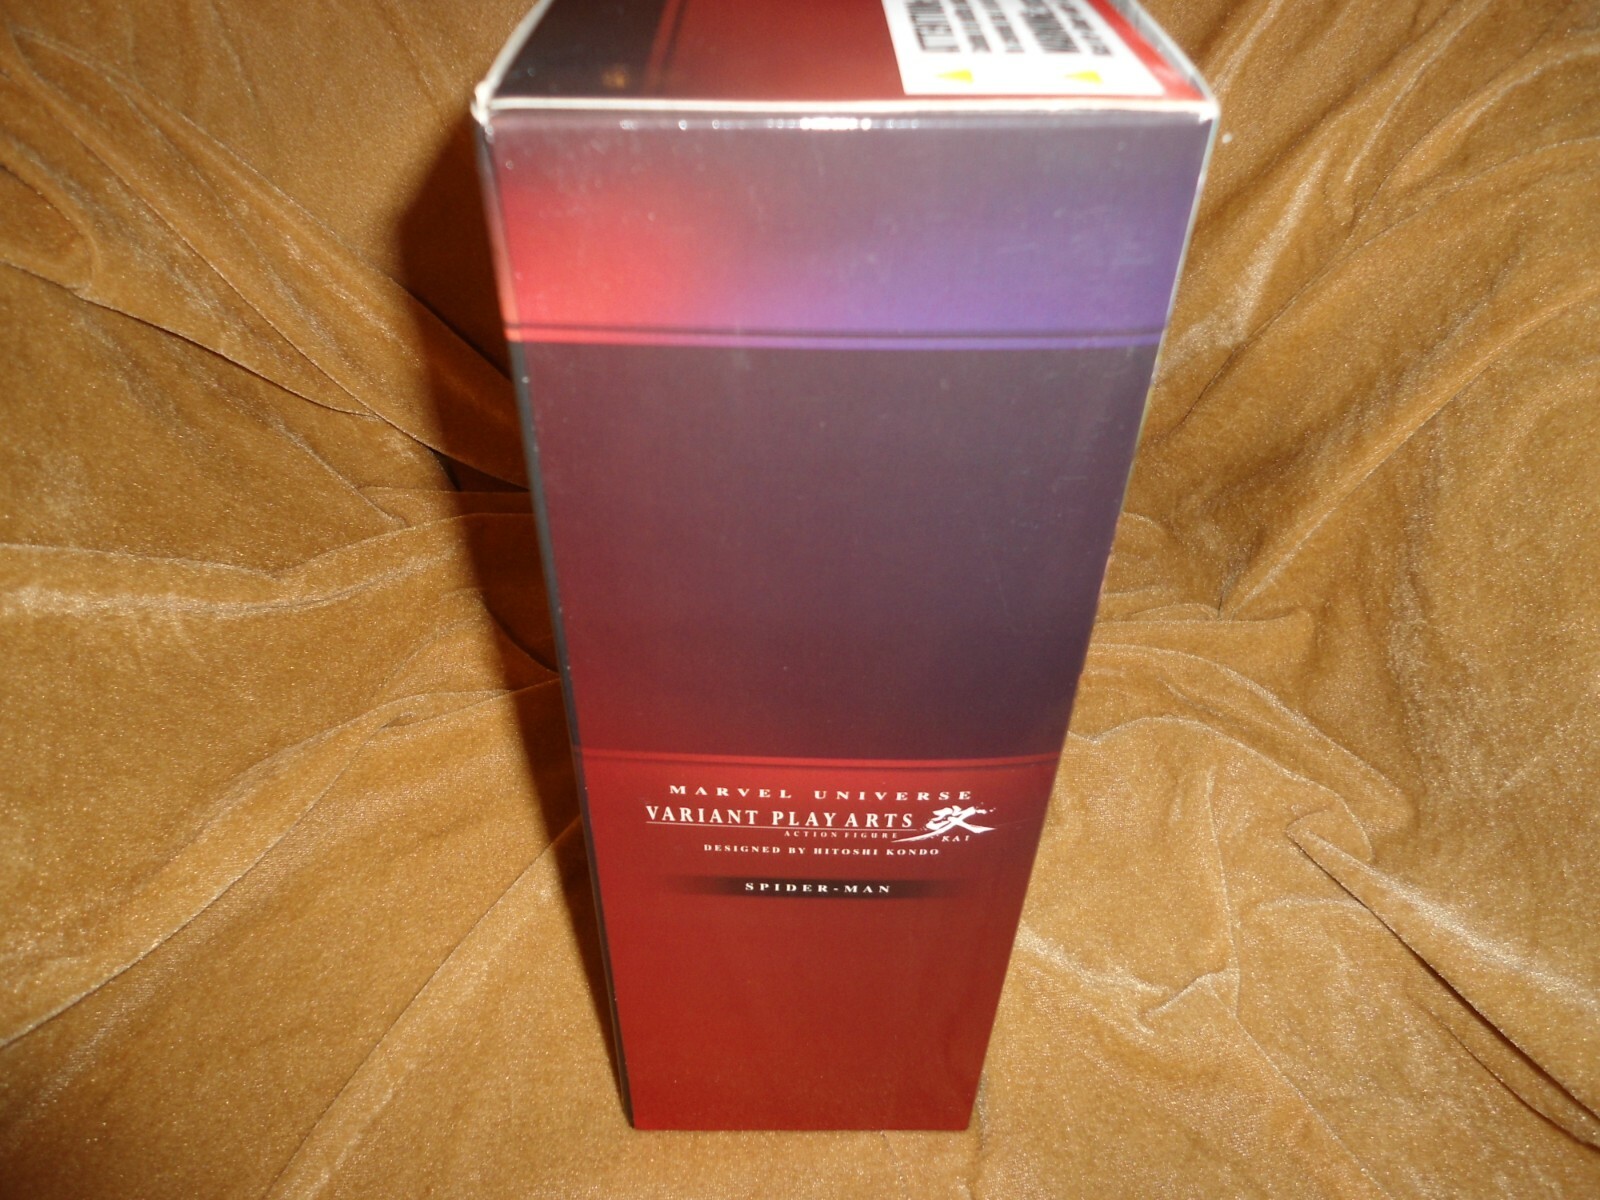 MARVEL UNIVERSE
VARIANT PLAY ARTS 改
ACTION FIGURE KAI
DESIGNED BY HITOSHI KONDO
SPIDER-MAN